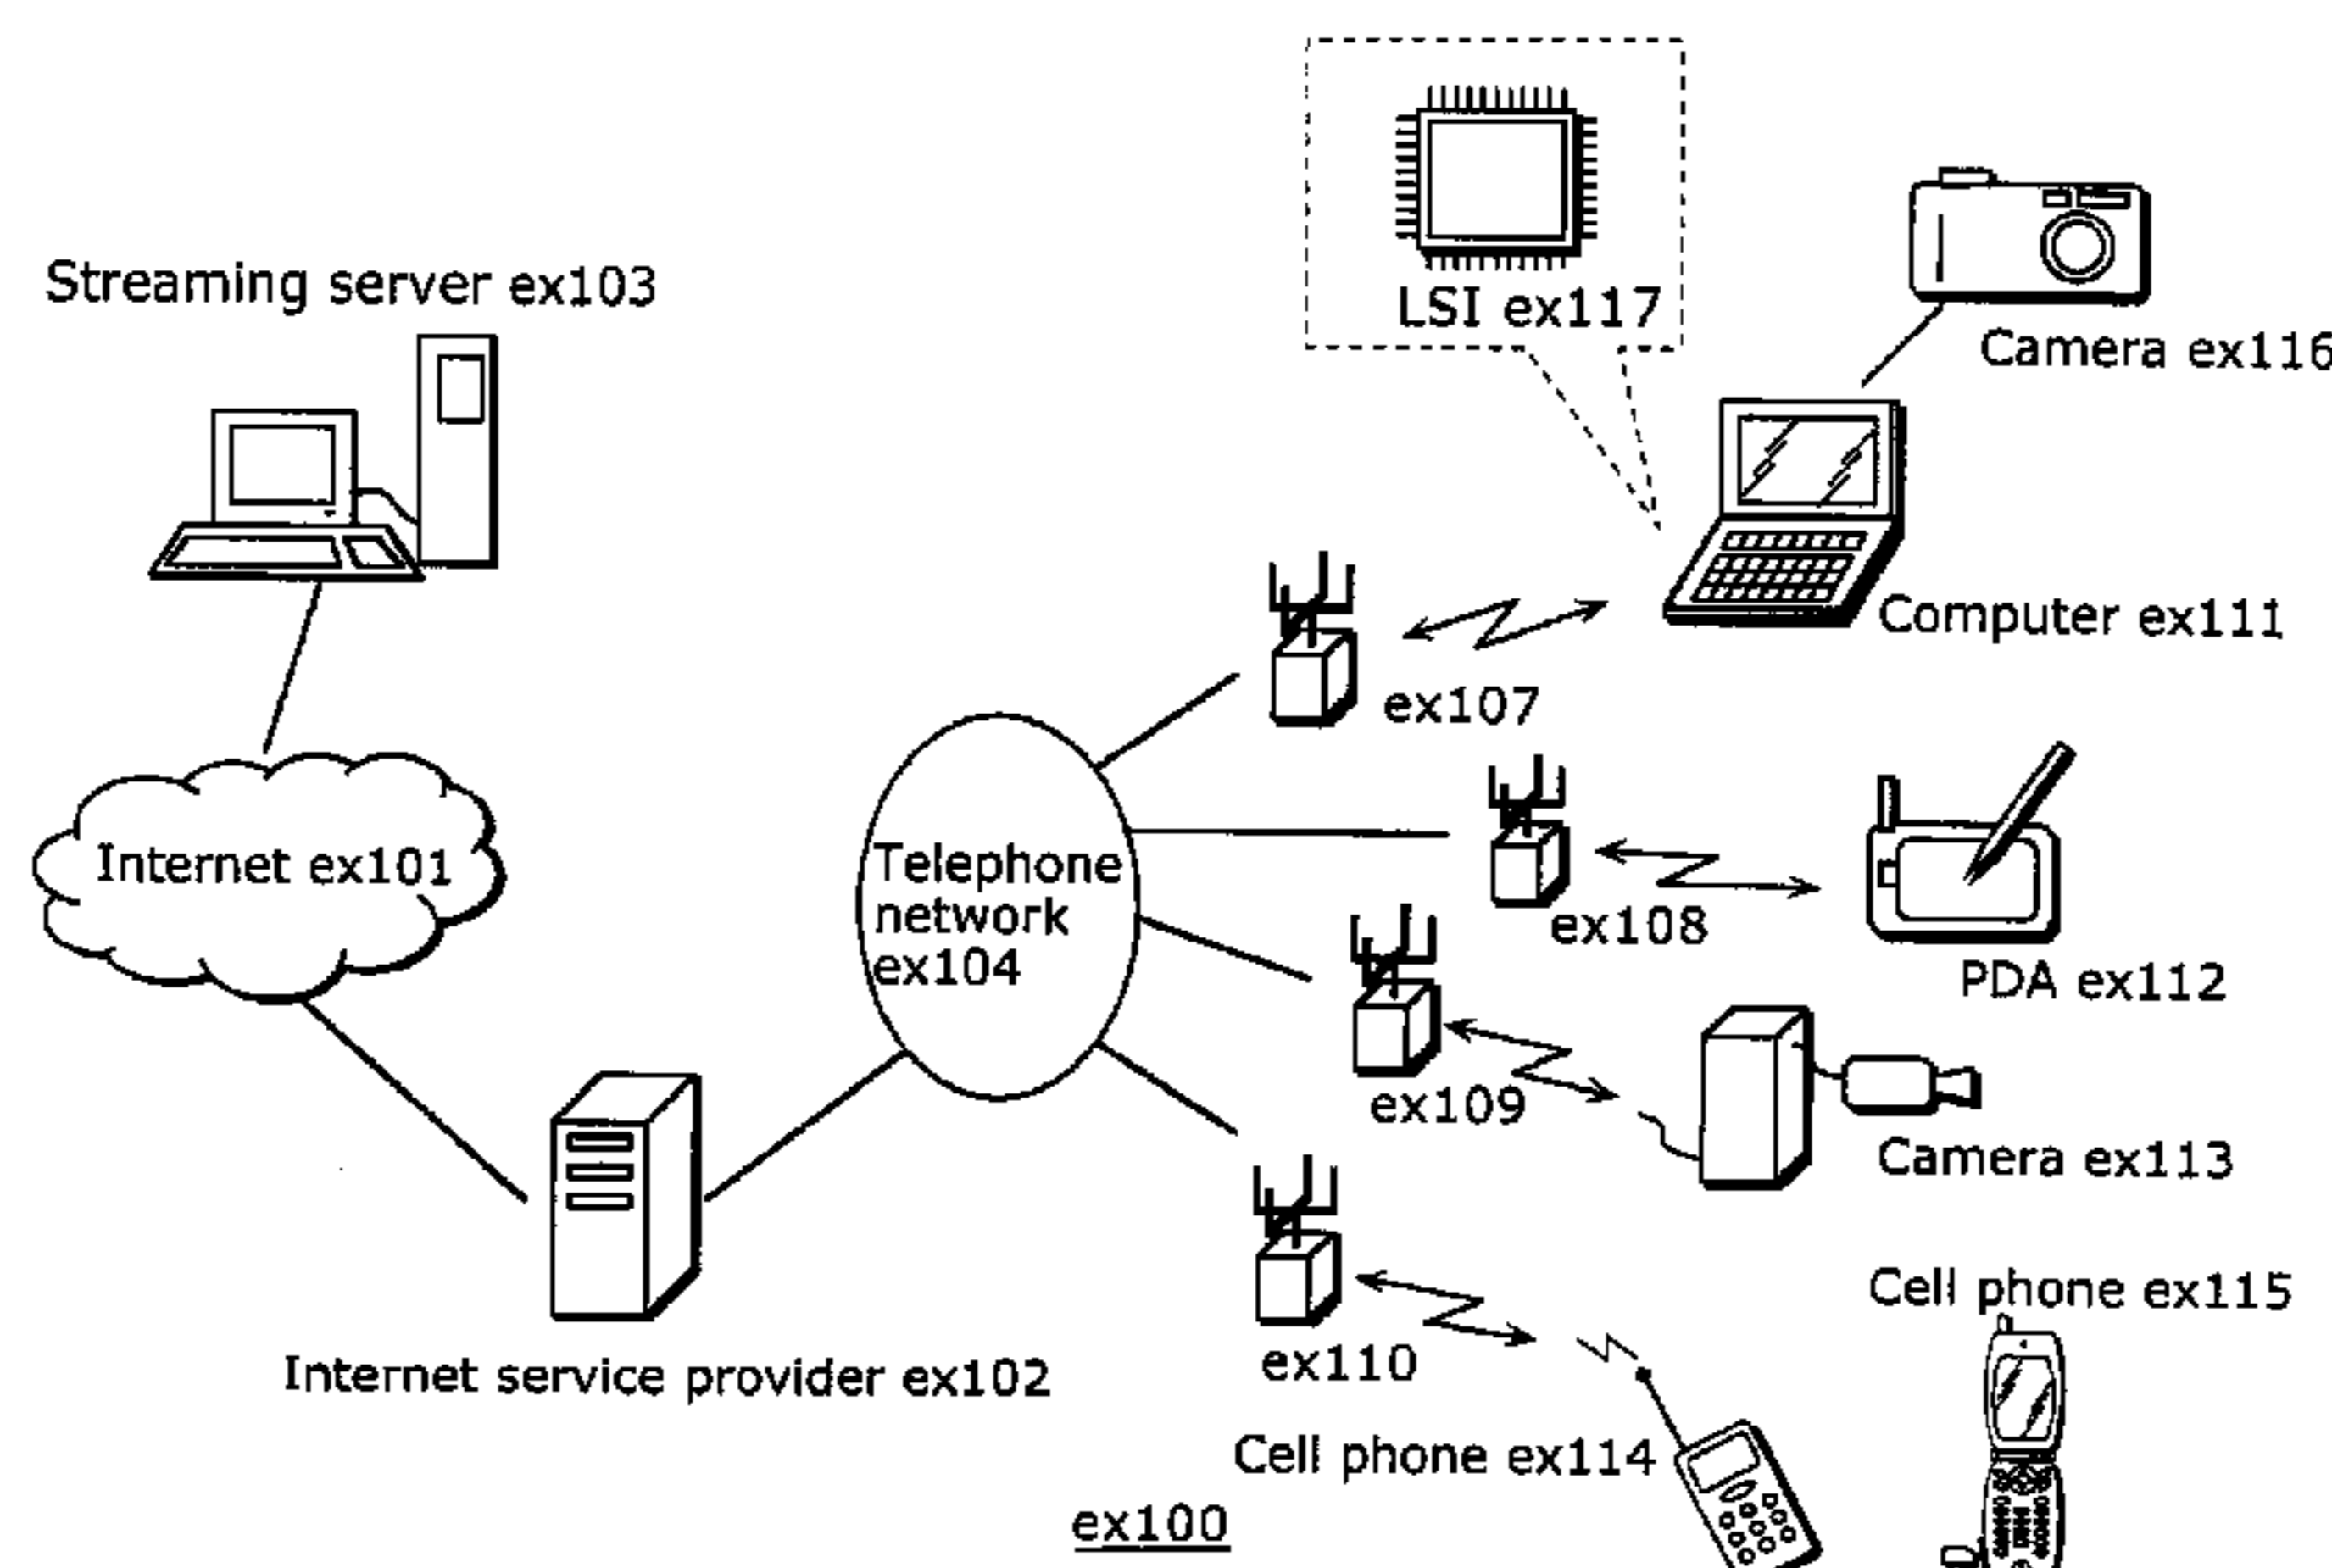 LSI ex117
Camera ex116
Streaming server ex103
Computer ex111
ex107
Internet ex101
Telephone
network
ex104
ex108
PDA ex112
ex109
Camera ex113
Internet service provider ex102
ex110
Cell phone ex115
Cell phone ex114
ex100